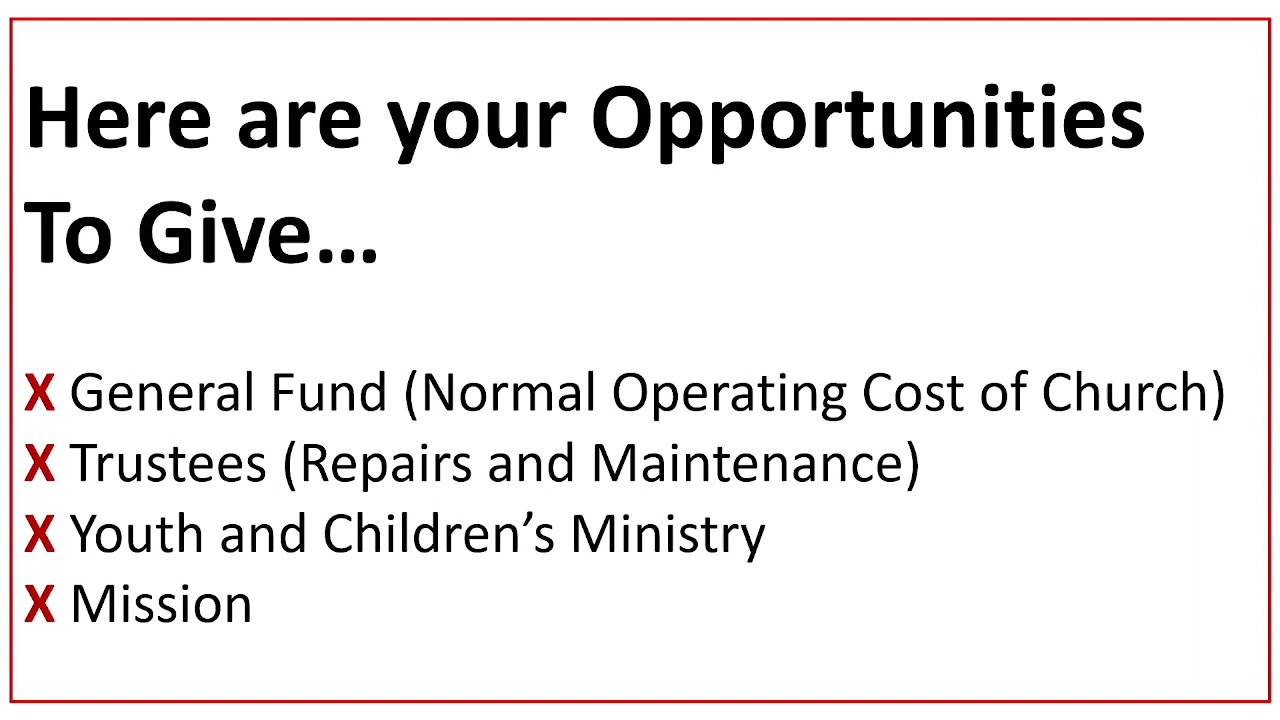 Here are your Opportunities
To Give...
X General Fund (Normal Operating Cost of Church)
X Trustees (Repairs and Maintenance)
X Youth and Children’s Ministry
X Mission